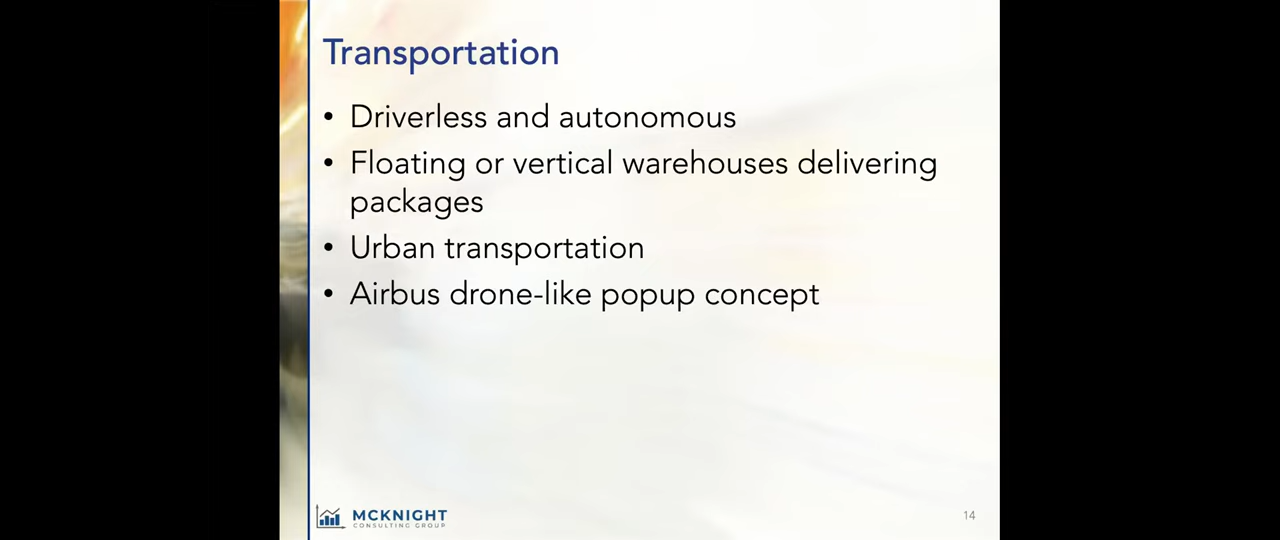 Transportation
• Driverless and autonomous
• Floating or vertical warehouses delivering
packages
• Urban transportation
• Airbus drone-like popup concept
MCKNIGHT
CONSULTING GROUP
14